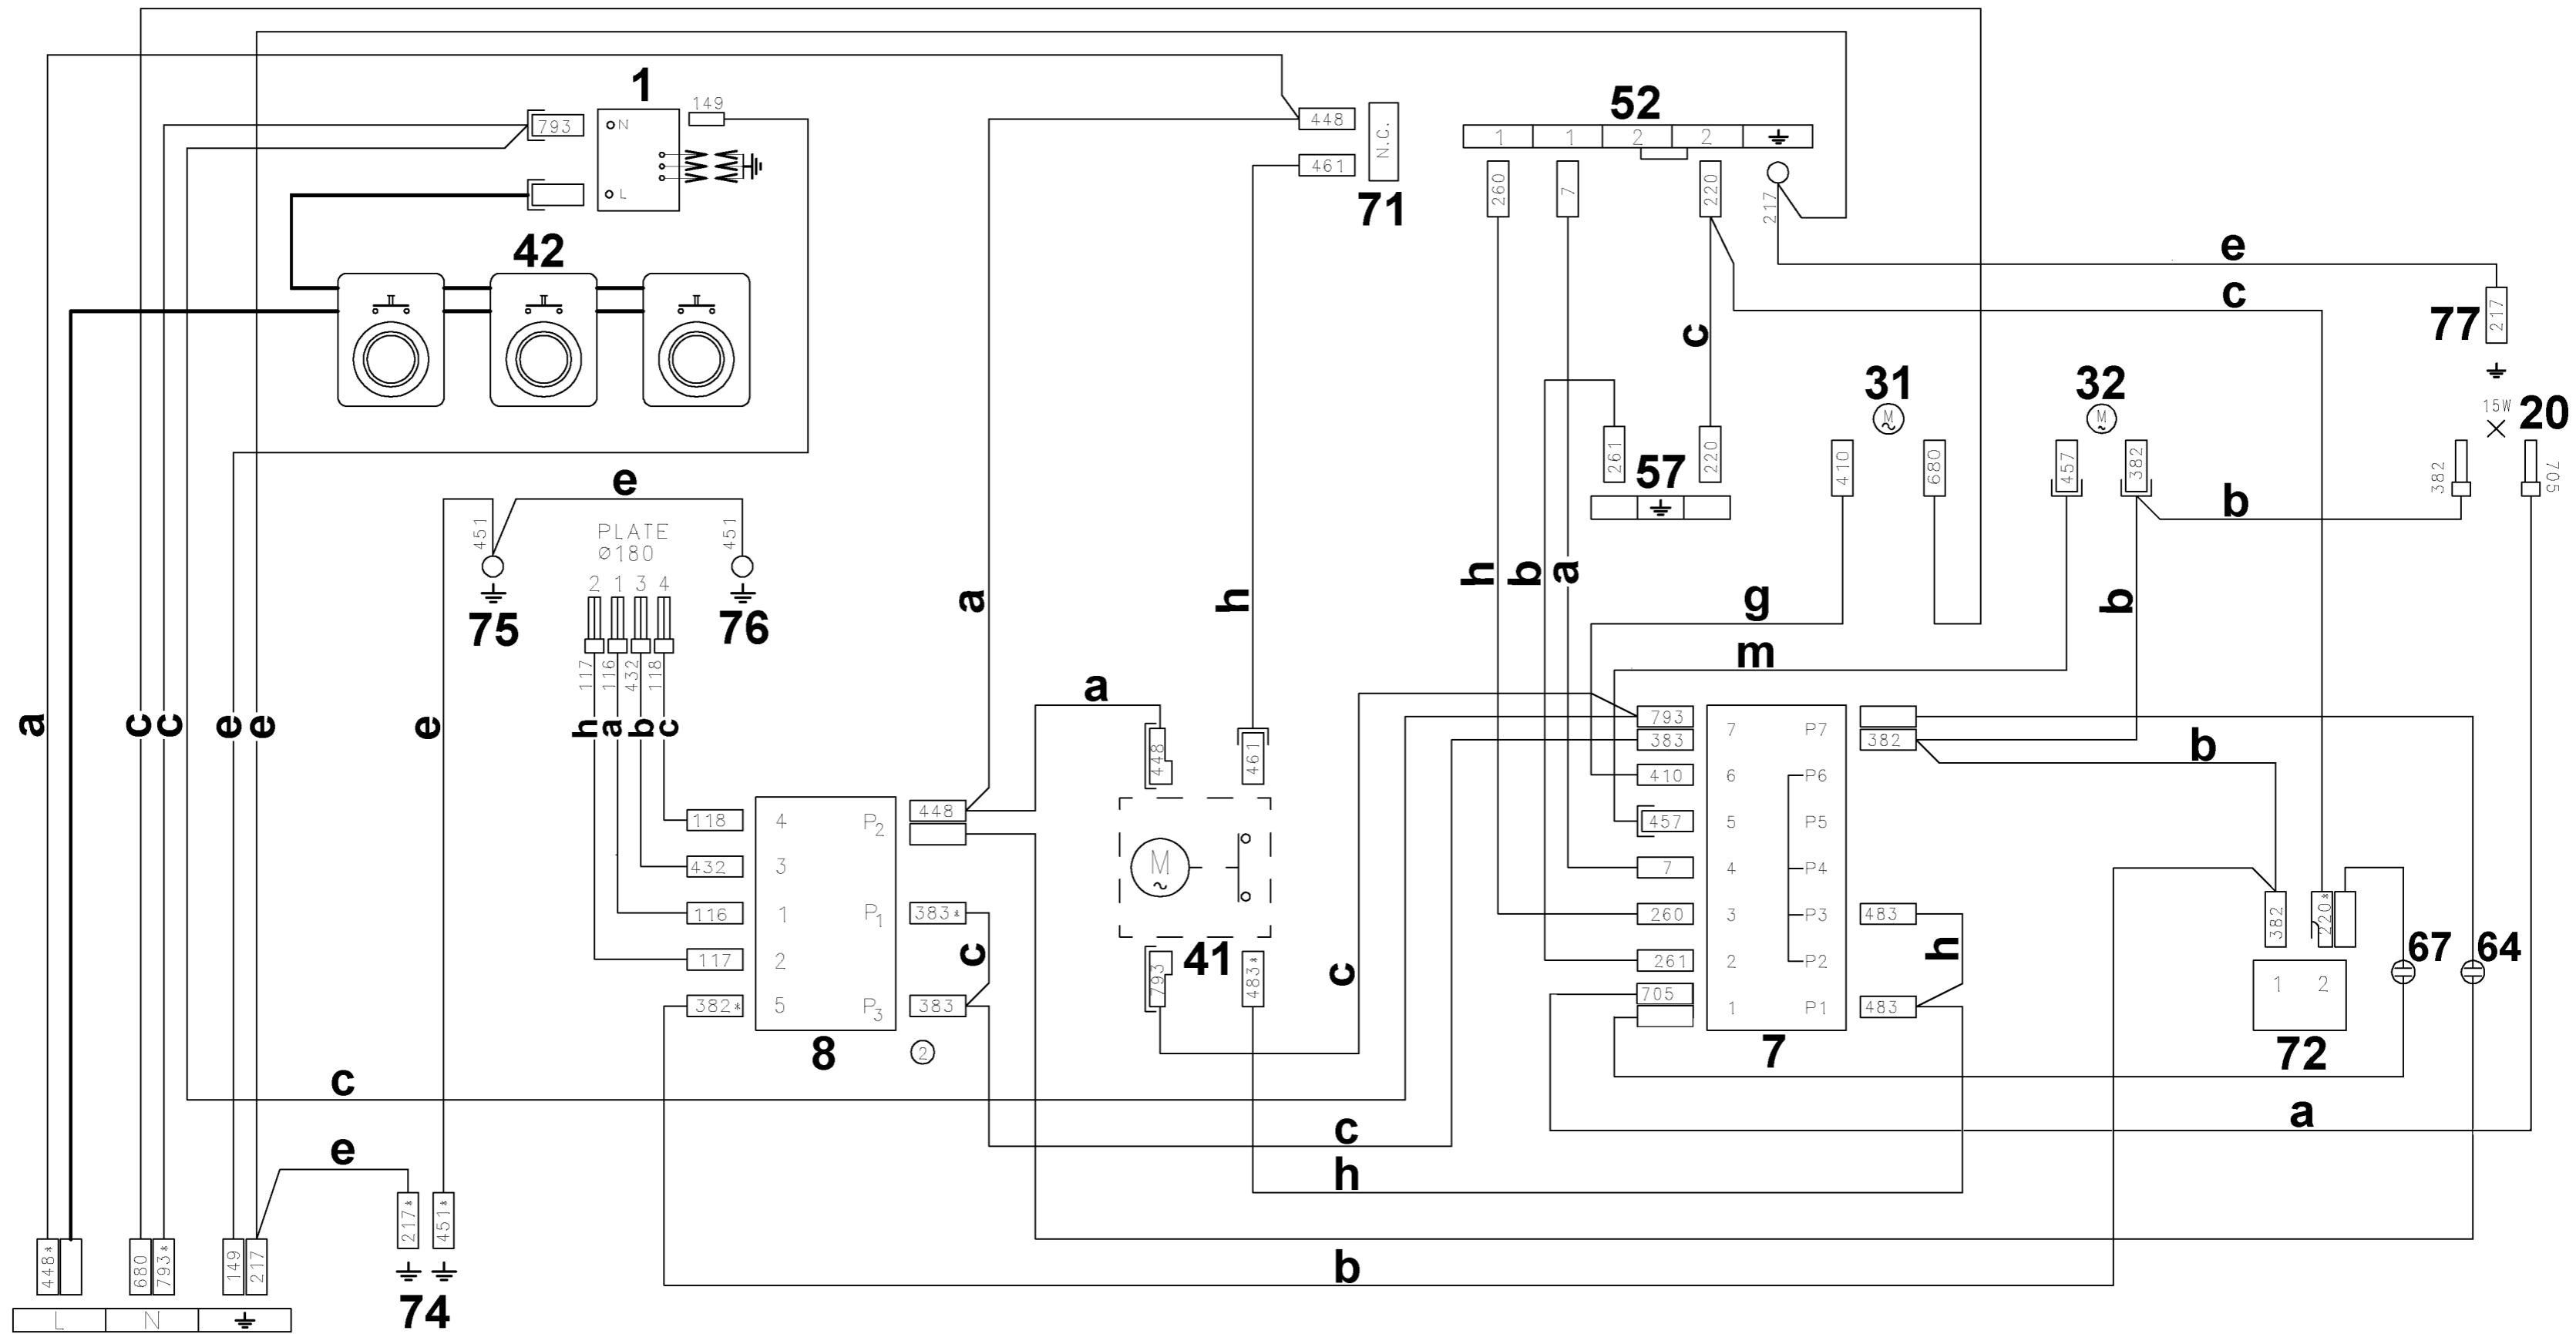 1
149
793
N
L
448
461
N.C.
71
52
1 1 2 2
260
7
220
217
42
e
c
77
217
c
31
M
32
M
15W
20
261
57
220
410
680
457
382
382
705
b
e
451
451
PLATE
Ø180
2 1 3 4
75
76
117
116
432
118
h
b
a
a
h
g
b
m
a
c
c
e
e
e
h
a
b
c
a
448
461
793
7
P7
383
382
b
410
6
P6
118
4
P2
448
457
5
P5
432
3
M
7
4
P4
116
1
P1
383*
260
3
P3
483
382
220*
c
h
117
2
41
793
483*
c
261
2
P2
67
64
382*
5
P3
383
705
1
P1
483
1 2
8
2
7
72
c
a
c
e
h
217*
451*
448*
680
793*
149
217
b
74
L
N